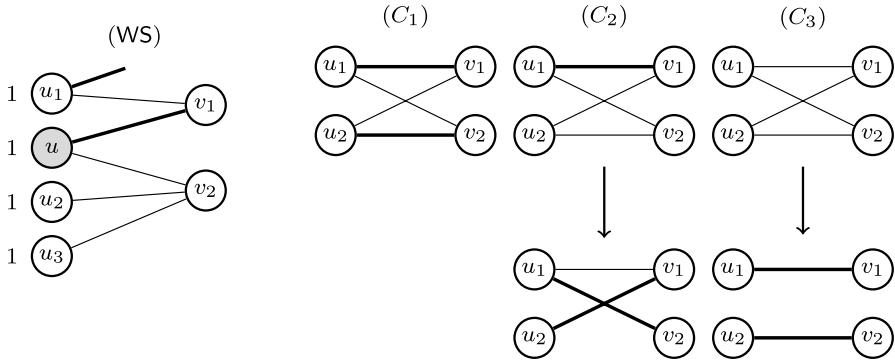 (WS)
1 u₁ v₁
1 u
1 u₂ v₂
1 u₃
(C₁) (C₂) (C₃)
u₁ v₁ u₁ v₁ u₁ v₁
u₂ v₂ u₂ v₂ u₂ v₂
u₁ v₁ u₁ v₁
u₂ v₂ u₂ v₂